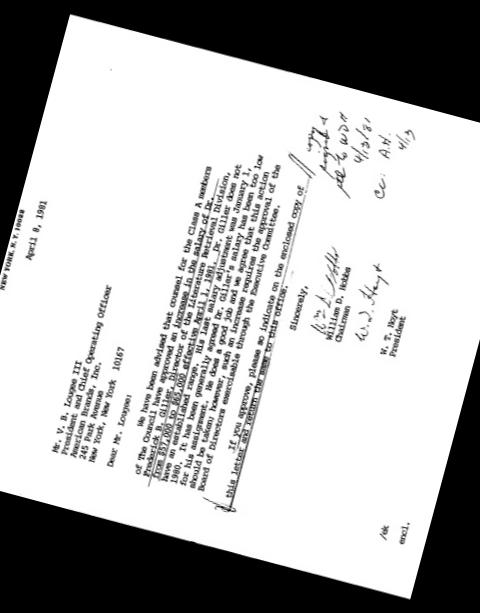 NEW YORK, N. Y. 10022
April 8, 1981
Mr. V. B. Lougee III
President and Chief Operating Officer
American Brands, Inc.
245 Park Avenue
New York, New York 10167
Dear Mr. Lougee:
We have been advised that counsel for the Class A members
of The Council have approved an increase in the salary of Dr.
Frederick B. Giller, Director of the Literature Retrieval Division,
from $57,000 to $65,000 effective April 1, 1981. Dr. Giller does not
have an established range. His last salary adjustment was January 1,
1980. It has been generally agreed Dr. Giller's salary has been too low
for his assignment. He does a good job and we agree that this action
should be taken; however, such an increase requires the approval of the
Board of Directors exercisable through the Executive Committee.
If you approve, please so indicate on the enclosed copy of
this letter and return the same to this office.
Sincerely,
William D. Hobbs
Chairman
W. T. Hoyt
President
/ek
encl.
copy
to WDH
4/13/81
cc: A.H.
4/13